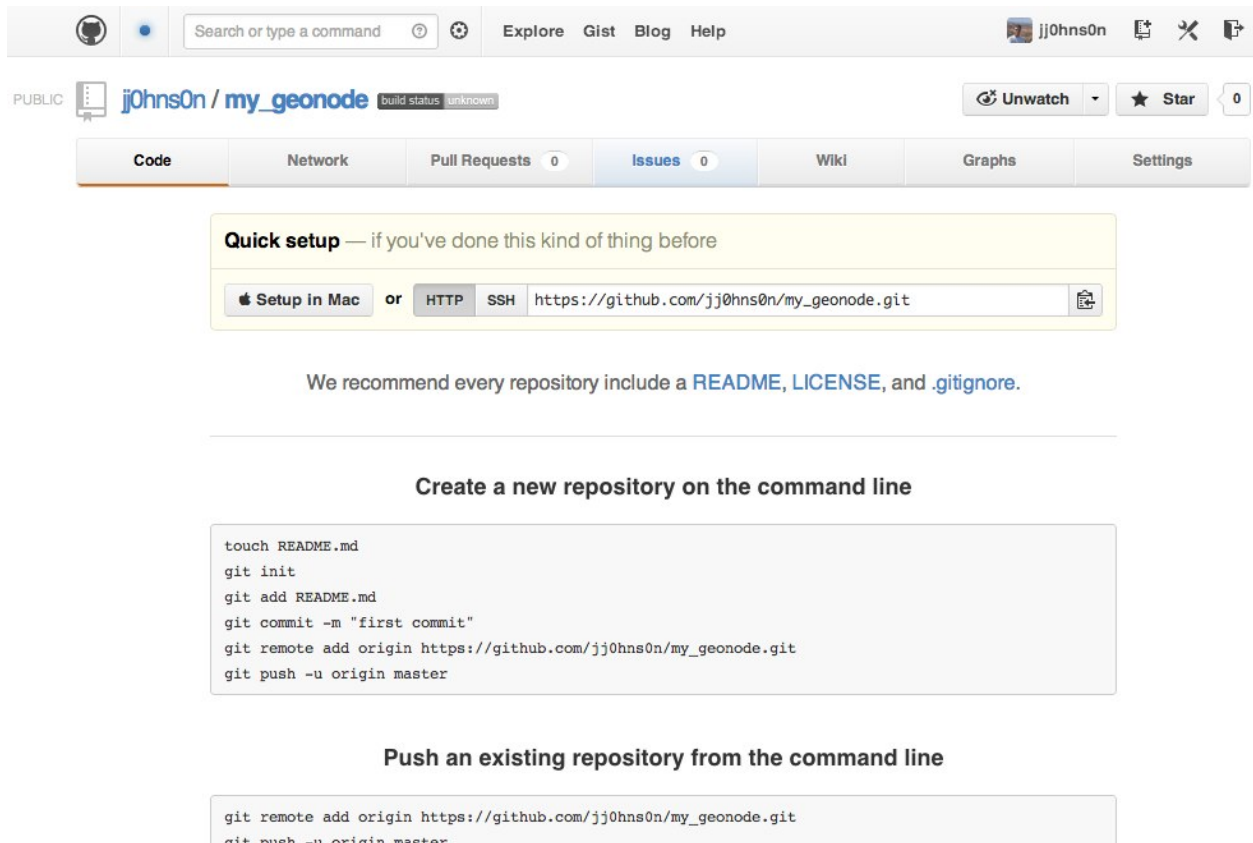 Search or type a command
Explore Gist Blog Help
jj0hns0n
PUBLIC jj0hns0n / my_geonode build status unknown
Unwatch Star 0
Code Network Pull Requests 0 Issues 0 Wiki Graphs Settings
Quick setup — if you've done this kind of thing before
Setup in Mac or HTTP SSH https://github.com/jj0hns0n/my_geonode.git
We recommend every repository include a README, LICENSE, and .gitignore.
Create a new repository on the command line
touch README.md
git init
git add README.md
git commit -m "first commit"
git remote add origin https://github.com/jj0hns0n/my_geonode.git
git push -u origin master
Push an existing repository from the command line
git remote add origin https://github.com/jj0hns0n/my_geonode.git
git push -u origin master